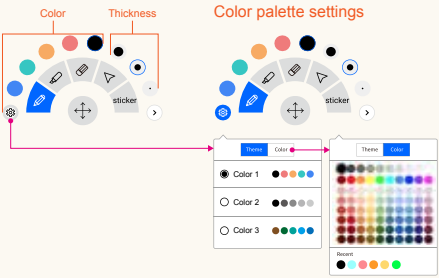 Color
Thickness
Color palette settings
sticker
sticker
Theme
Color
Color 1
Color 2
Color 3
Theme
Color
Recent